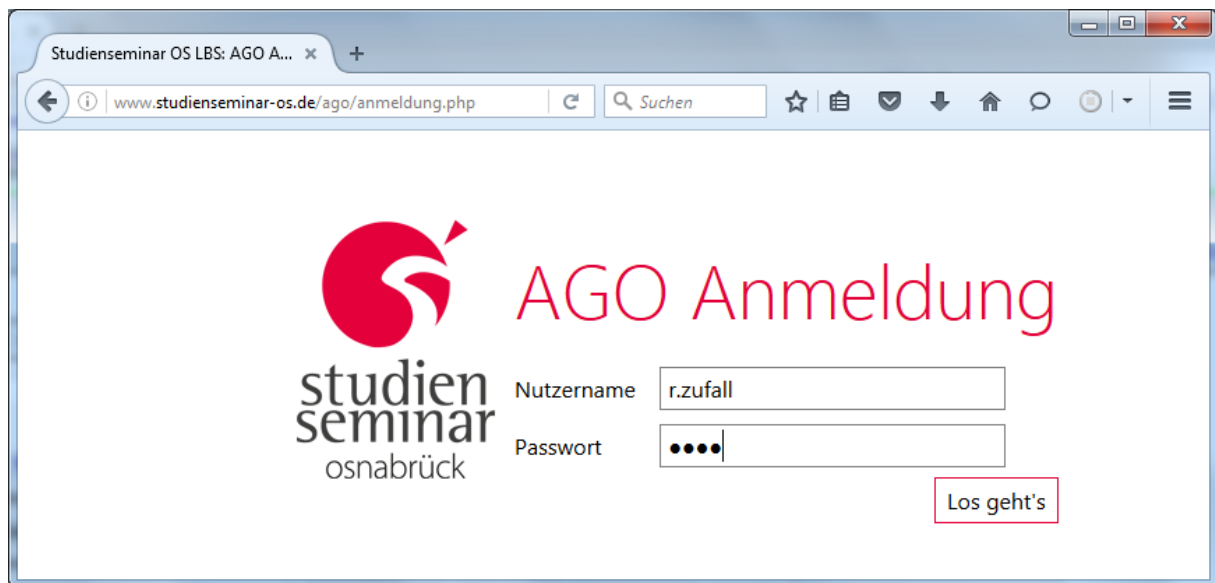 Studienseminar OS LBS: AGO A...
www.studienseminar-os.de/ago/anmeldung.php
Suchen
AGO Anmeldung
studien
seminar
osnabrück
Nutzername r.zufall
Passwort ••••
Los geht's